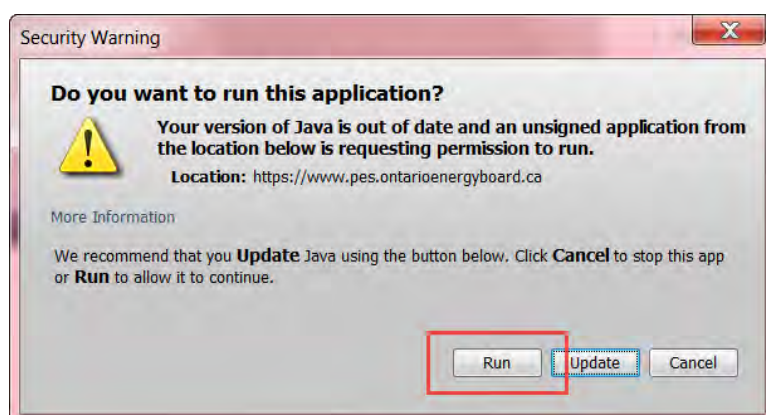 Security Warning
Do you want to run this application?
Your version of Java is out of date and an unsigned application from
the location below is requesting permission to run.
Location: https://www.pes.ontarioenergyboard.ca
More Information
We recommend that you Update Java using the button below. Click Cancel to stop this app
or Run to allow it to continue.
Run Update Cancel